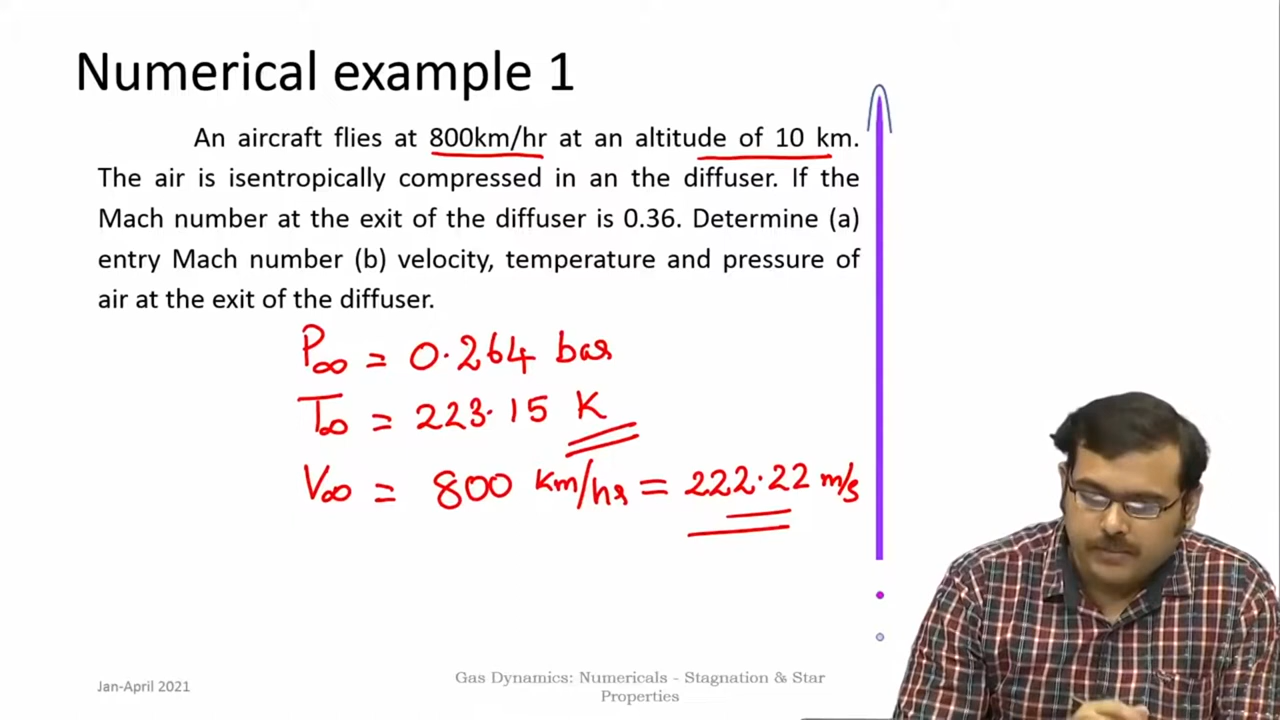 Numerical example 1
An aircraft flies at 800km/hr at an altitude of 10 km.
The air is isentropically compressed in an the diffuser. If the
Mach number at the exit of the diffuser is 0.36. Determine (a)
entry Mach number (b) velocity, temperature and pressure of
air at the exit of the diffuser.
P∞ = 0.264 bar
T∞ = 223.15 K
V∞ = 800 Km/hr = 222.22 m/s
Jan-April 2021
Gas Dynamics: Numericals - Stagnation & Star
Properties